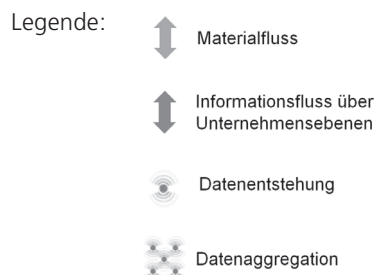 Legende:
Materialfluss
Informationsfluss über
Unternehmensebenen
Datenentstehung
Datenaggregation